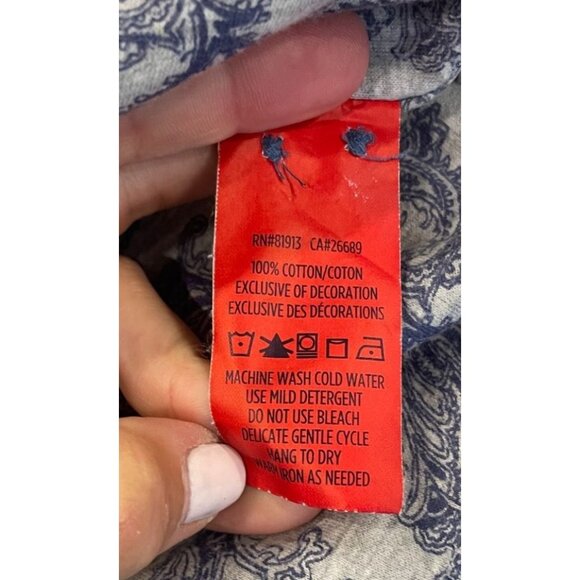 RN#81913 CA#26689
100% COTTON/COTON
EXCLUSIVE OF DECORATION
EXCLUSIVE DES DÉCORATIONS
MACHINE WASH COLD WATER
USE MILD DETERGENT
DO NOT USE BLEACH
DELICATE GENTLE CYCLE
HANG TO DRY
WARM IRON AS NEEDED